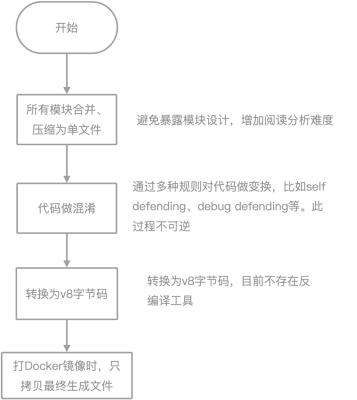 开始
所有模块合并、
压缩为单文件
避免暴露模块设计，增加阅读分析难度
代码做混淆
通过多种规则对代码做变换，比如self
defending、debug defending等。此
过程不可逆
转换为v8字节码
转换为v8字节码，目前不存在反
编译工具
打Docker镜像时，只
拷贝最终生成文件